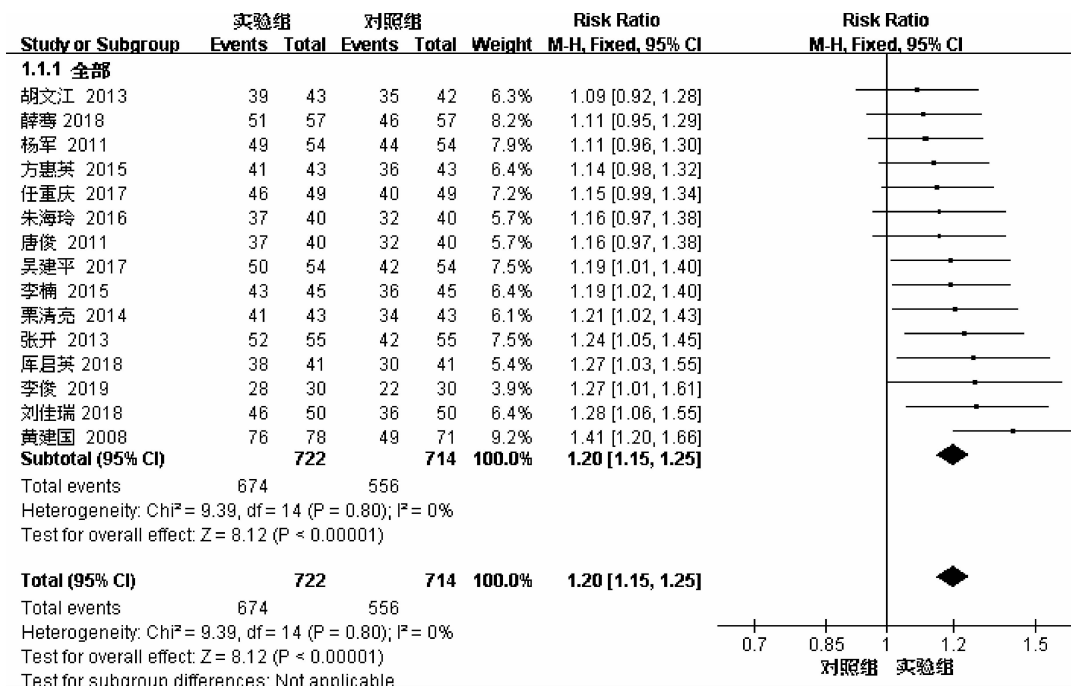 实验组 对照组 Risk Ratio Risk Ratio
Study or Subgroup Events Total Events Total Weight M-H, Fixed, 95% CI M-H, Fixed, 95% CI
1.1.1 全部
胡文江 2013 39 43 35 42 6.3% 1.09 [0.92, 1.28]
薛骞 2018 51 57 46 57 8.2% 1.11 [0.95, 1.29]
杨军 2011 49 54 44 54 7.9% 1.11 [0.96, 1.30]
方惠英 2015 41 43 36 43 6.4% 1.14 [0.98, 1.32]
任重庆 2017 46 49 40 49 7.1% 1.15 [0.99, 1.34]
朱海玲 2016 37 40 32 40 5.7% 1.16 [0.97, 1.38]
唐俊 2011 37 40 32 40 5.7% 1.16 [0.97, 1.38]
吴建平 2017 50 54 42 54 7.5% 1.19 [1.01, 1.40]
李楠 2015 43 45 36 45 6.4% 1.19 [1.02, 1.40]
栗清亮 2014 41 43 34 43 6.1% 1.21 [1.02, 1.43]
张开 2013 52 55 42 55 7.5% 1.24 [1.05, 1.45]
库启英 2018 38 41 30 41 5.4% 1.27 [1.03, 1.55]
李俊 2019 28 30 22 30 3.9% 1.27 [1.01, 1.61]
刘佳瑞 2018 46 50 36 50 6.4% 1.28 [1.06, 1.55]
黄建国 2008 76 78 49 71 9.2% 1.41 [1.20, 1.66]
Subtotal (95% CI) 722 714 100.0% 1.20 [1.15, 1.25]
Total events 674 556
Heterogeneity: Chi² = 9.39, df = 14 (P = 0.80); I² = 0%
Test for overall effect: Z = 8.12 (P < 0.00001)
Total (95% CI) 722 714 100.0% 1.20 [1.15, 1.25]
Total events 674 556
Heterogeneity: Chi² = 9.39, df = 14 (P = 0.80); I² = 0%
Test for overall effect: Z = 8.12 (P < 0.00001)
Test for subgroup differences: Not applicable
0.7 0.85 1 1.2 1.5
对照组 实验组